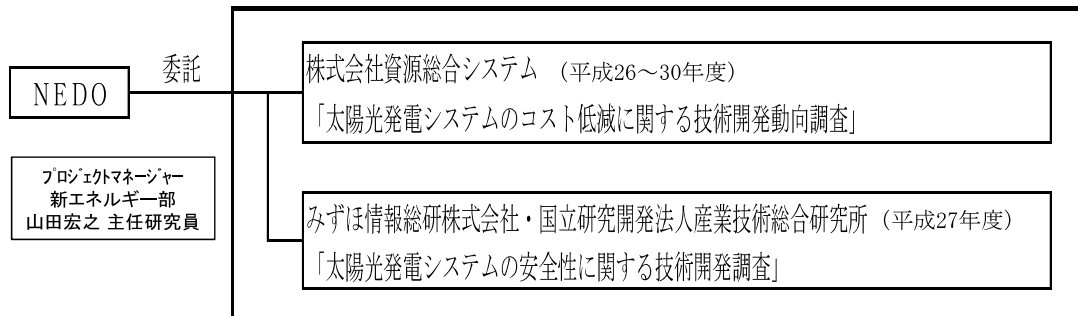 NEDO
委託
プロジェクトマネージャー
新エネルギー部
山田宏之 主任研究員
株式会社資源総合システム （平成26～30年度）
「太陽光発電システムのコスト低減に関する技術開発動向調査」
みずほ情報総研株式会社・国立研究開発法人産業技術総合研究所 （平成27年度）
「太陽光発電システムの安全性に関する技術開発調査」